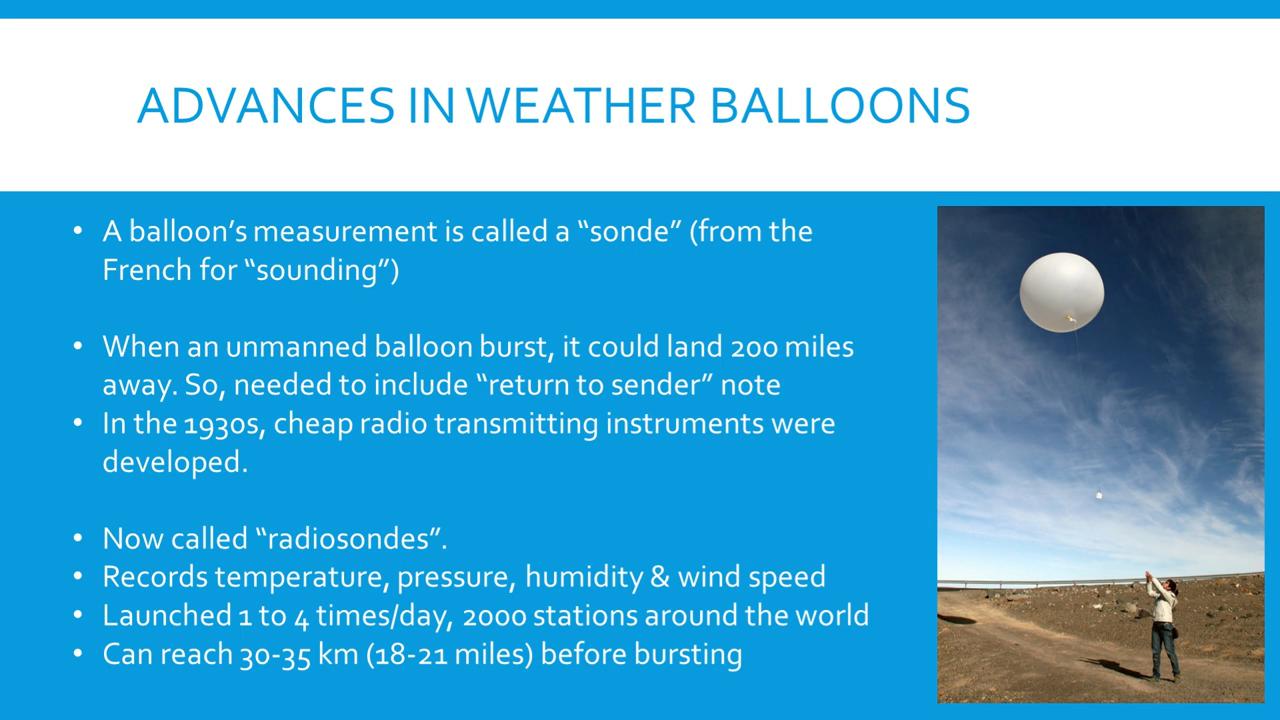 ADVANCES IN WEATHER BALLOONS
• A balloon’s measurement is called a “sonde” (from the
French for “sounding”)
• When an unmanned balloon burst, it could land 200 miles
away. So, needed to include “return to sender” note
• In the 1930s, cheap radio transmitting instruments were
developed.
• Now called “radiosondes”.
• Records temperature, pressure, humidity & wind speed
• Launched 1 to 4 times/day, 2000 stations around the world
• Can reach 30-35 km (18-21 miles) before bursting